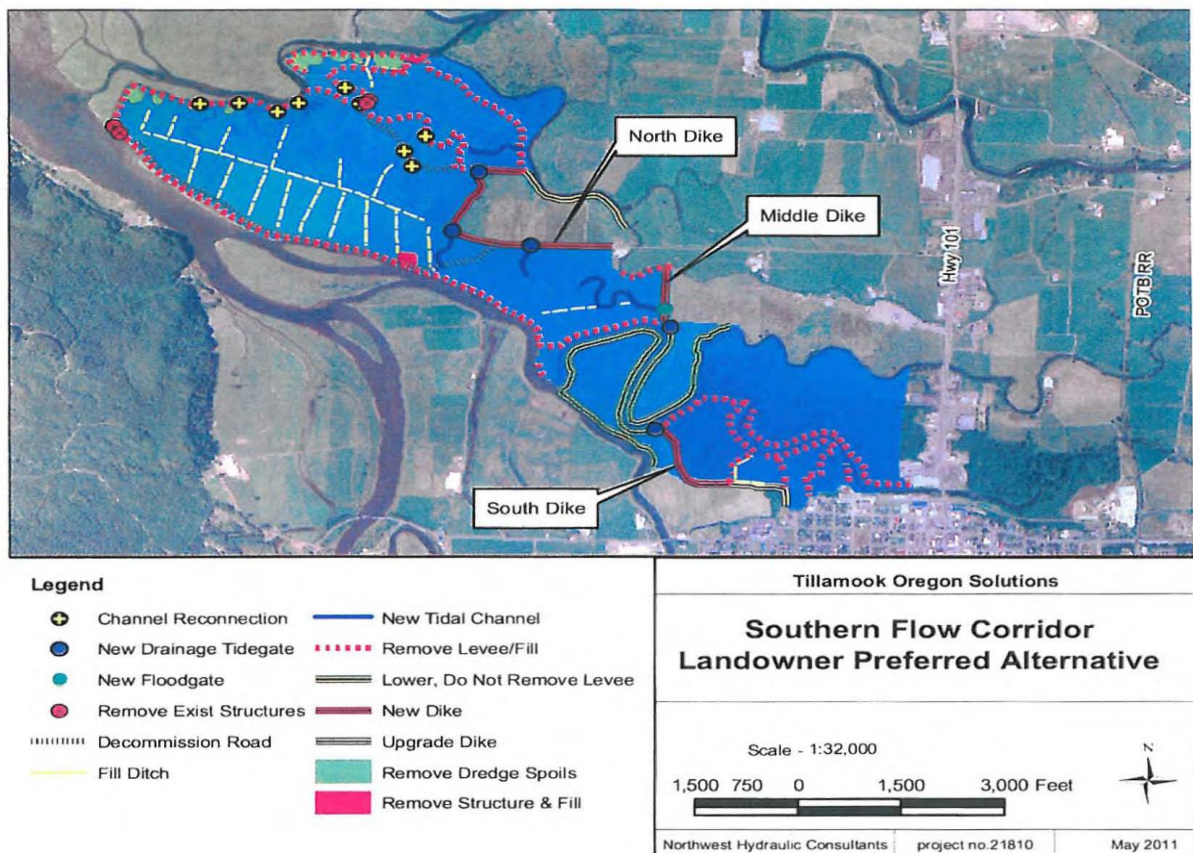 North Dike
Middle Dike
Hwy 101
POTB RR
South Dike
Legend
Channel Reconnection
New Drainage Tidegate
New Floodgate
Remove Exist Structures
Decommission Road
Fill Ditch
New Tidal Channel
Remove Levee/Fill
Lower, Do Not Remove Levee
New Dike
Upgrade Dike
Remove Dredge Spoils
Remove Structure & Fill
Tillamook Oregon Solutions
Southern Flow Corridor
Landowner Preferred Alternative
Scale - 1:32,000
N
1,500 750 0 1,500 3,000 Feet
Northwest Hydraulic Consultants project no.21810 May 2011